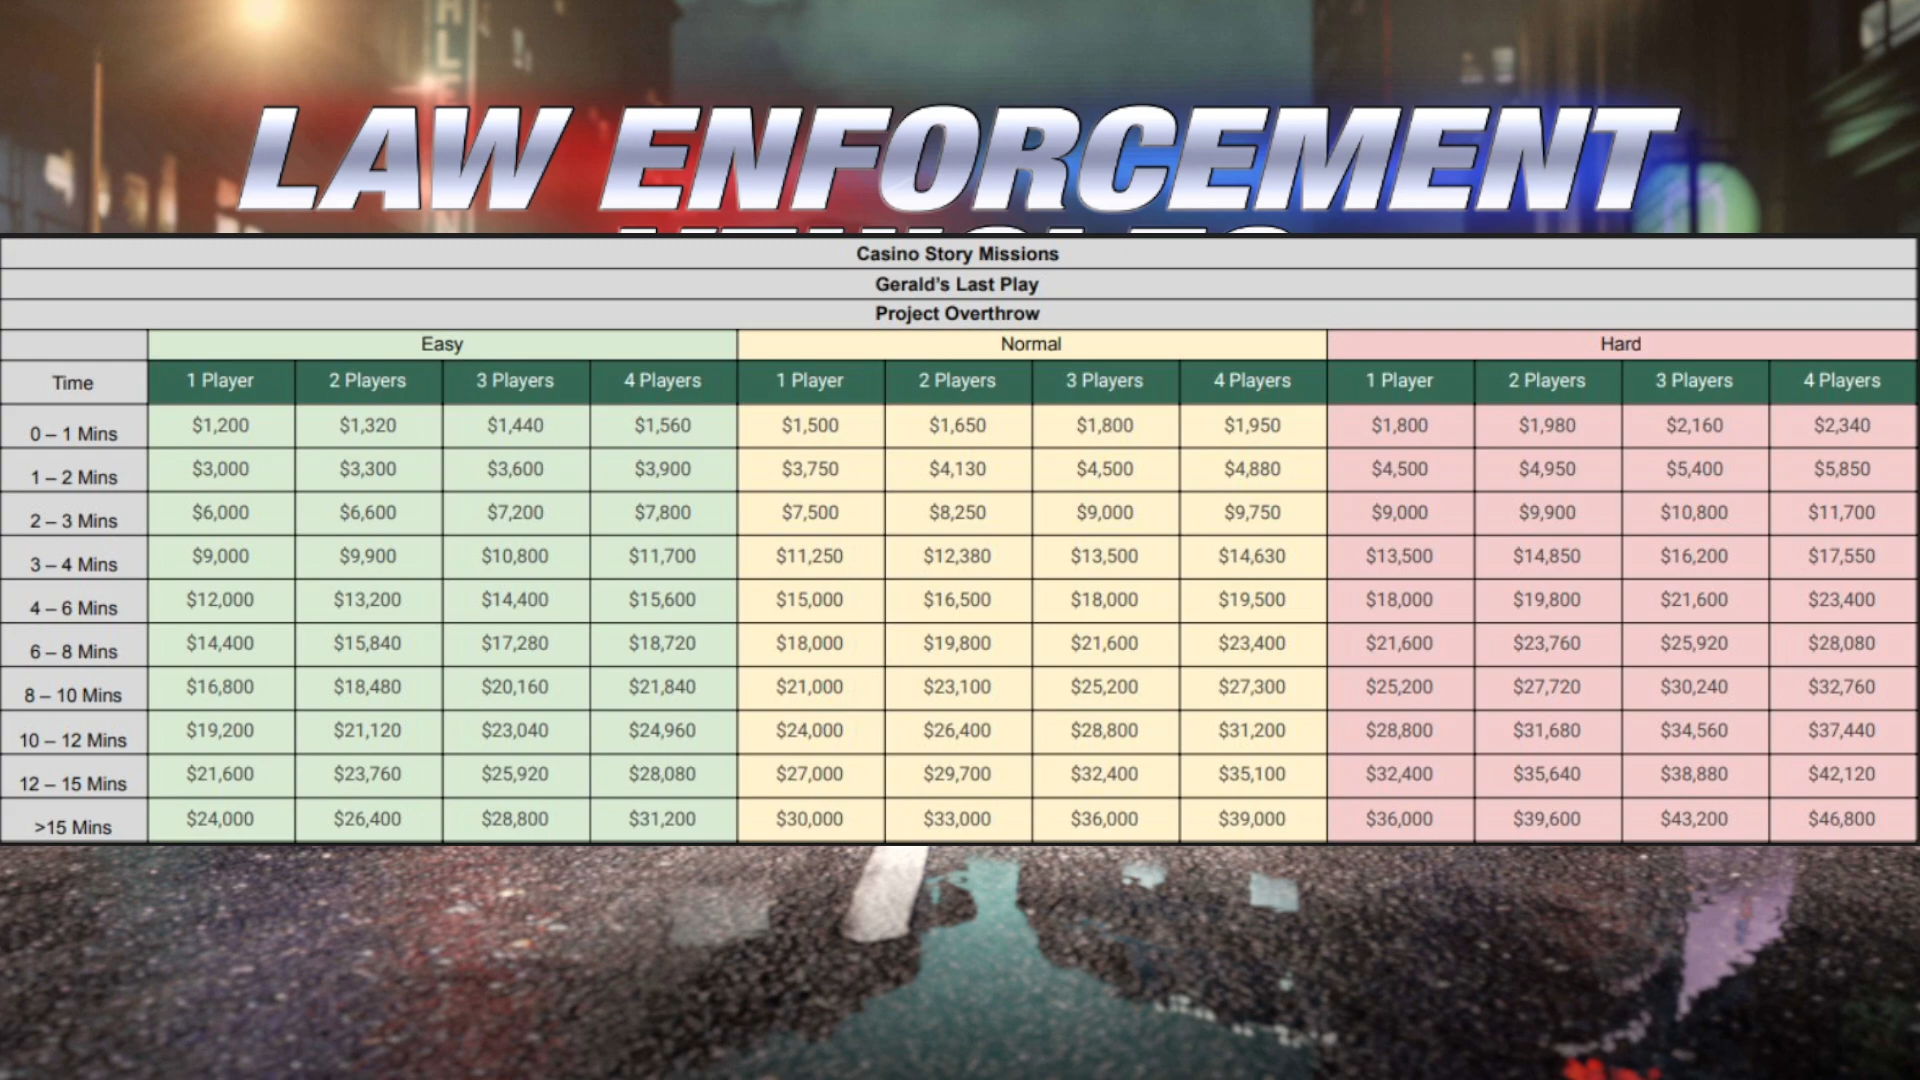 LAW ENFORCEMENT
Casino Story Missions
Gerald's Last Play
Project Overthrow
Easy Normal Hard
Time 1 Player 2 Players 3 Players 4 Players 1 Player 2 Players 3 Players 4 Players 1 Player 2 Players 3 Players 4 Players
0 – 1 Mins $1,200 $1,320 $1,440 $1,560 $1,500 $1,650 $1,800 $1,950 $1,800 $1,980 $2,160 $2,340
1 – 2 Mins $3,000 $3,300 $3,600 $3,900 $3,750 $4,130 $4,500 $4,880 $4,500 $4,950 $5,400 $5,850
2 – 3 Mins $6,000 $6,600 $7,200 $7,800 $7,500 $8,250 $9,000 $9,750 $9,000 $9,900 $10,800 $11,700
3 – 4 Mins $9,000 $9,900 $10,800 $11,700 $11,250 $12,380 $13,500 $14,630 $13,500 $14,850 $16,200 $17,550
4 – 6 Mins $12,000 $13,200 $14,400 $15,600 $15,000 $16,500 $18,000 $19,500 $18,000 $19,800 $21,600 $23,400
6 – 8 Mins $14,400 $15,840 $17,280 $18,720 $18,000 $19,800 $21,600 $23,400 $21,600 $23,760 $25,920 $28,080
8 – 10 Mins $16,800 $18,480 $20,160 $21,840 $21,000 $23,100 $25,200 $27,300 $25,200 $27,720 $30,240 $32,760
10 – 12 Mins $19,200 $21,120 $23,040 $24,960 $24,000 $26,400 $28,800 $31,200 $28,800 $31,680 $34,560 $37,440
12 – 15 Mins $21,600 $23,760 $25,920 $28,080 $27,000 $29,700 $32,400 $35,100 $32,400 $35,640 $38,880 $42,120
>15 Mins $24,000 $26,400 $28,800 $31,200 $30,000 $33,000 $36,000 $39,000 $36,000 $39,600 $43,200 $46,800